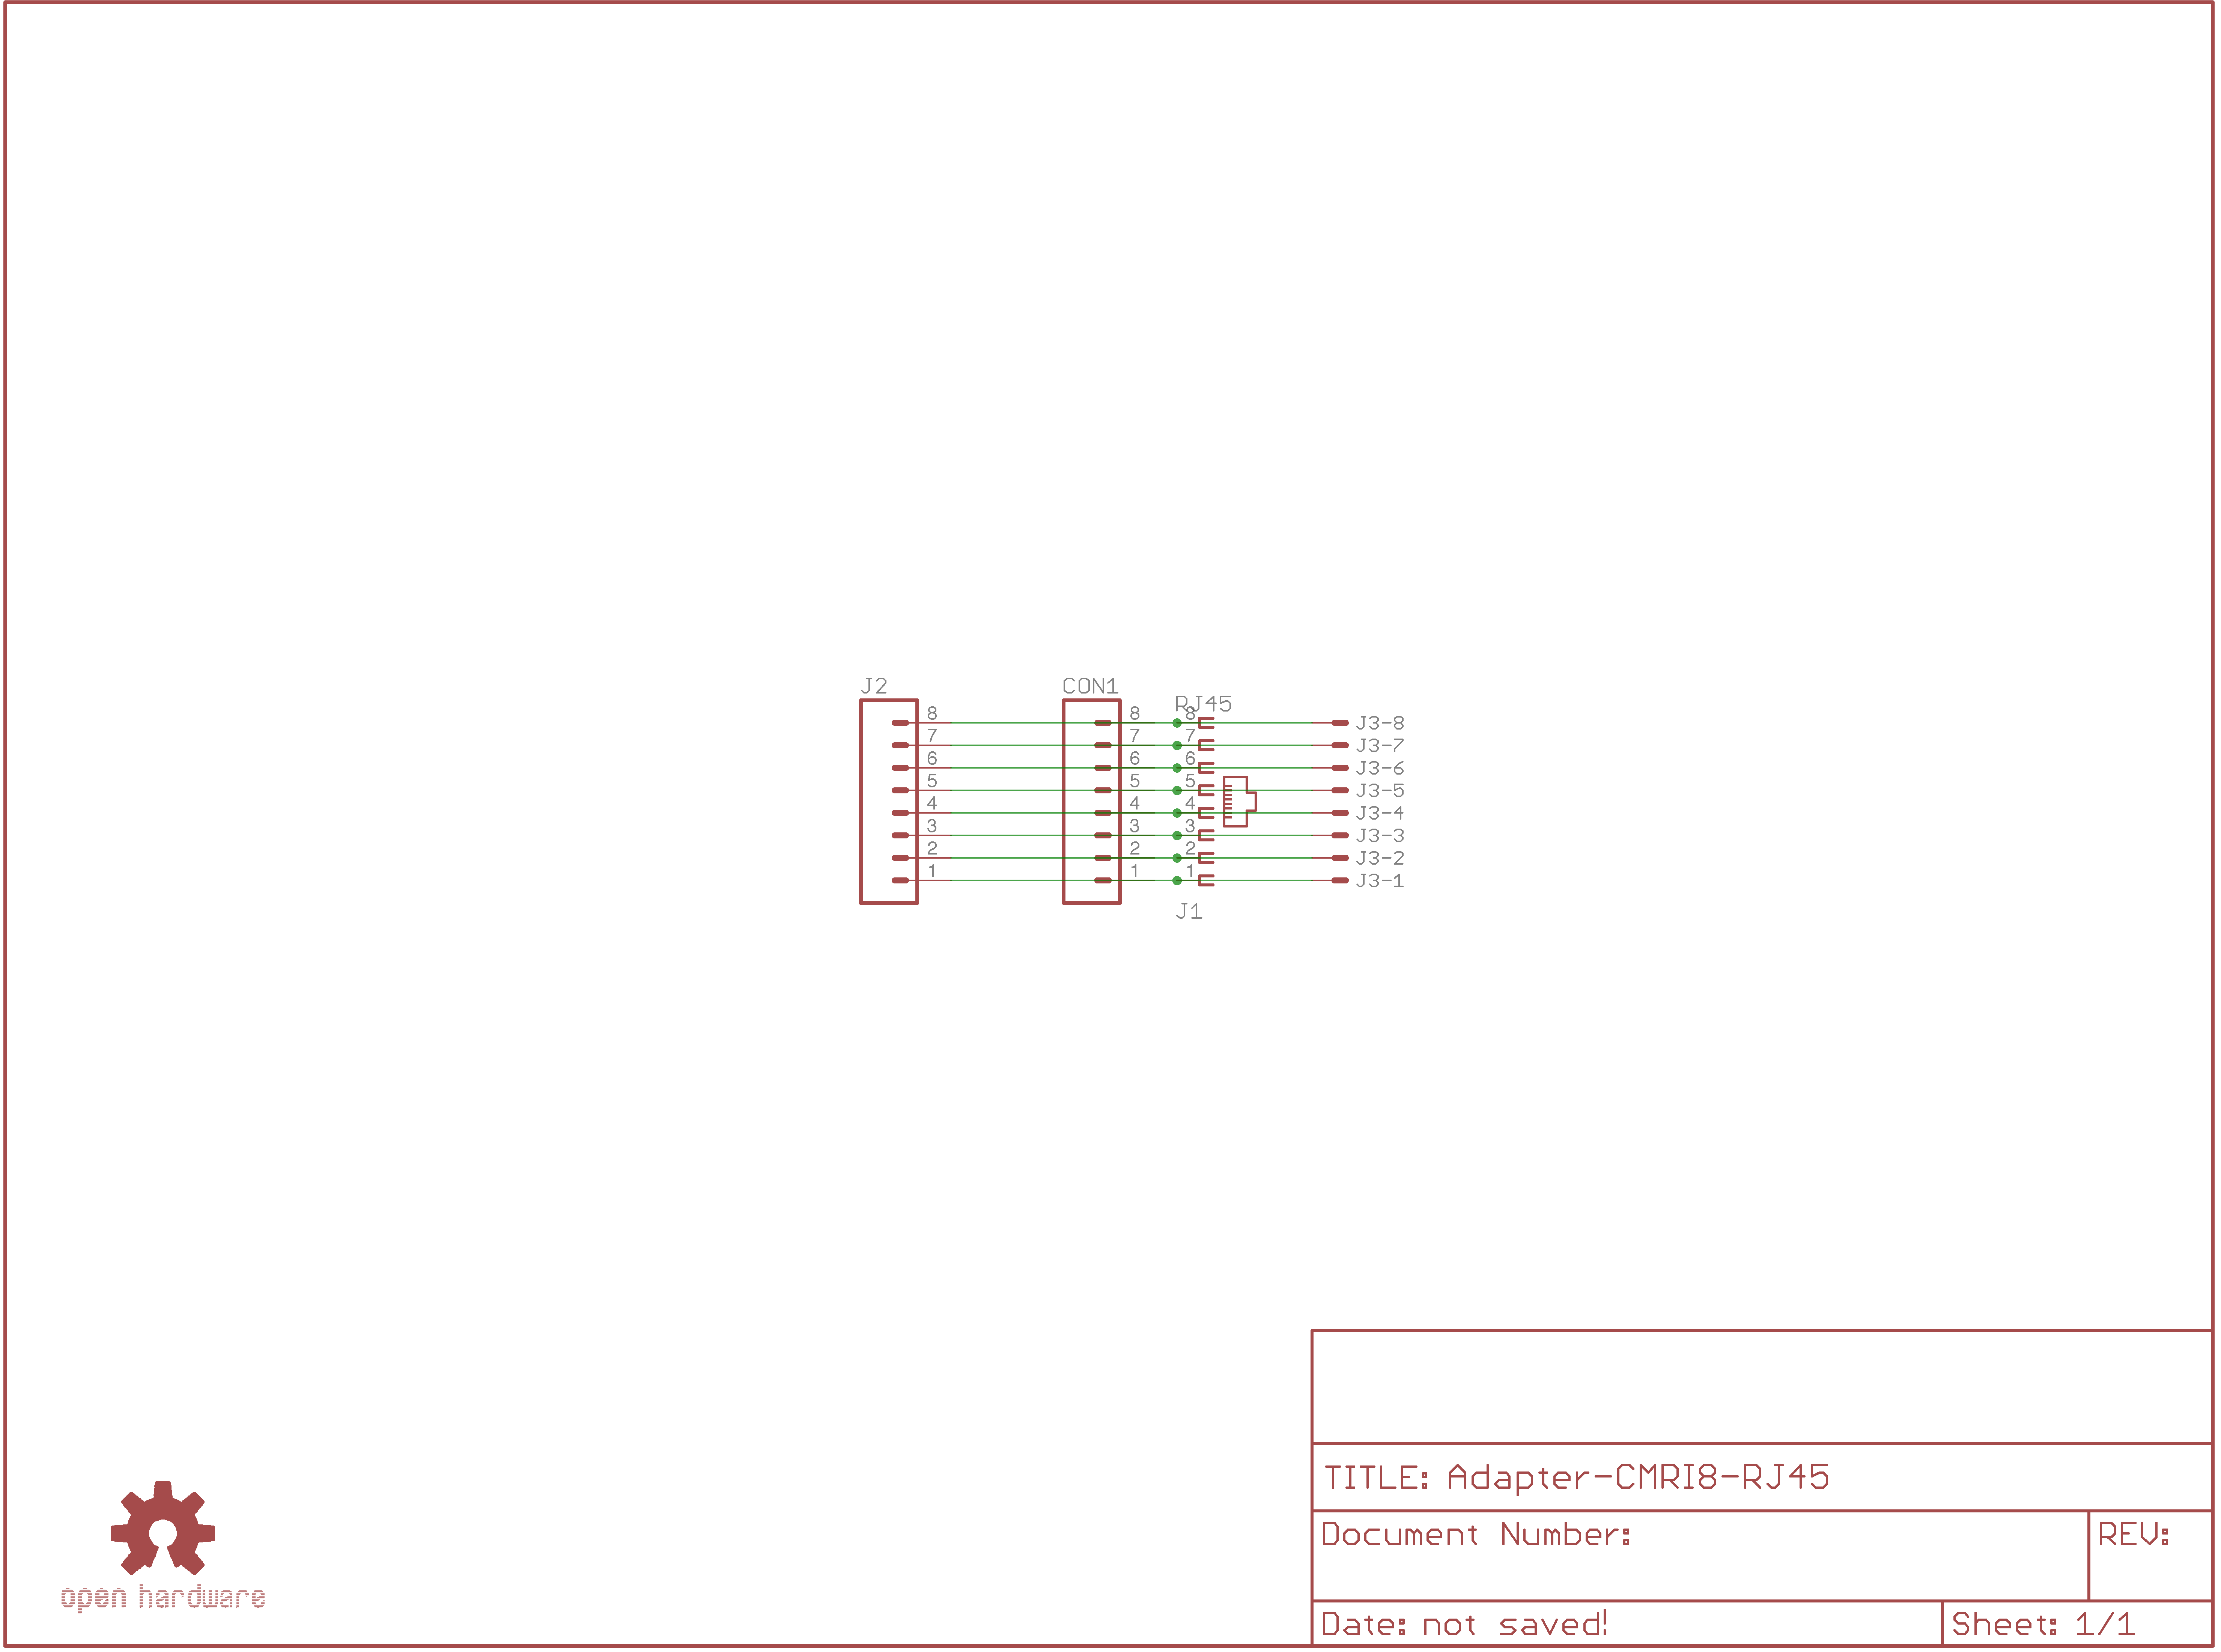 J2
CON1
RJ45
8 8 8 J3-8
7 7 7 J3-7
6 6 6 J3-6
5 5 5 J3-5
4 4 4 J3-4
3 3 3 J3-3
2 2 2 J3-2
1 1 1 J3-1
J1
TITLE: Adapter-CMRI8-RJ45
Document Number:
REV:
Date: not saved!
Sheet: 1/1
open hardware